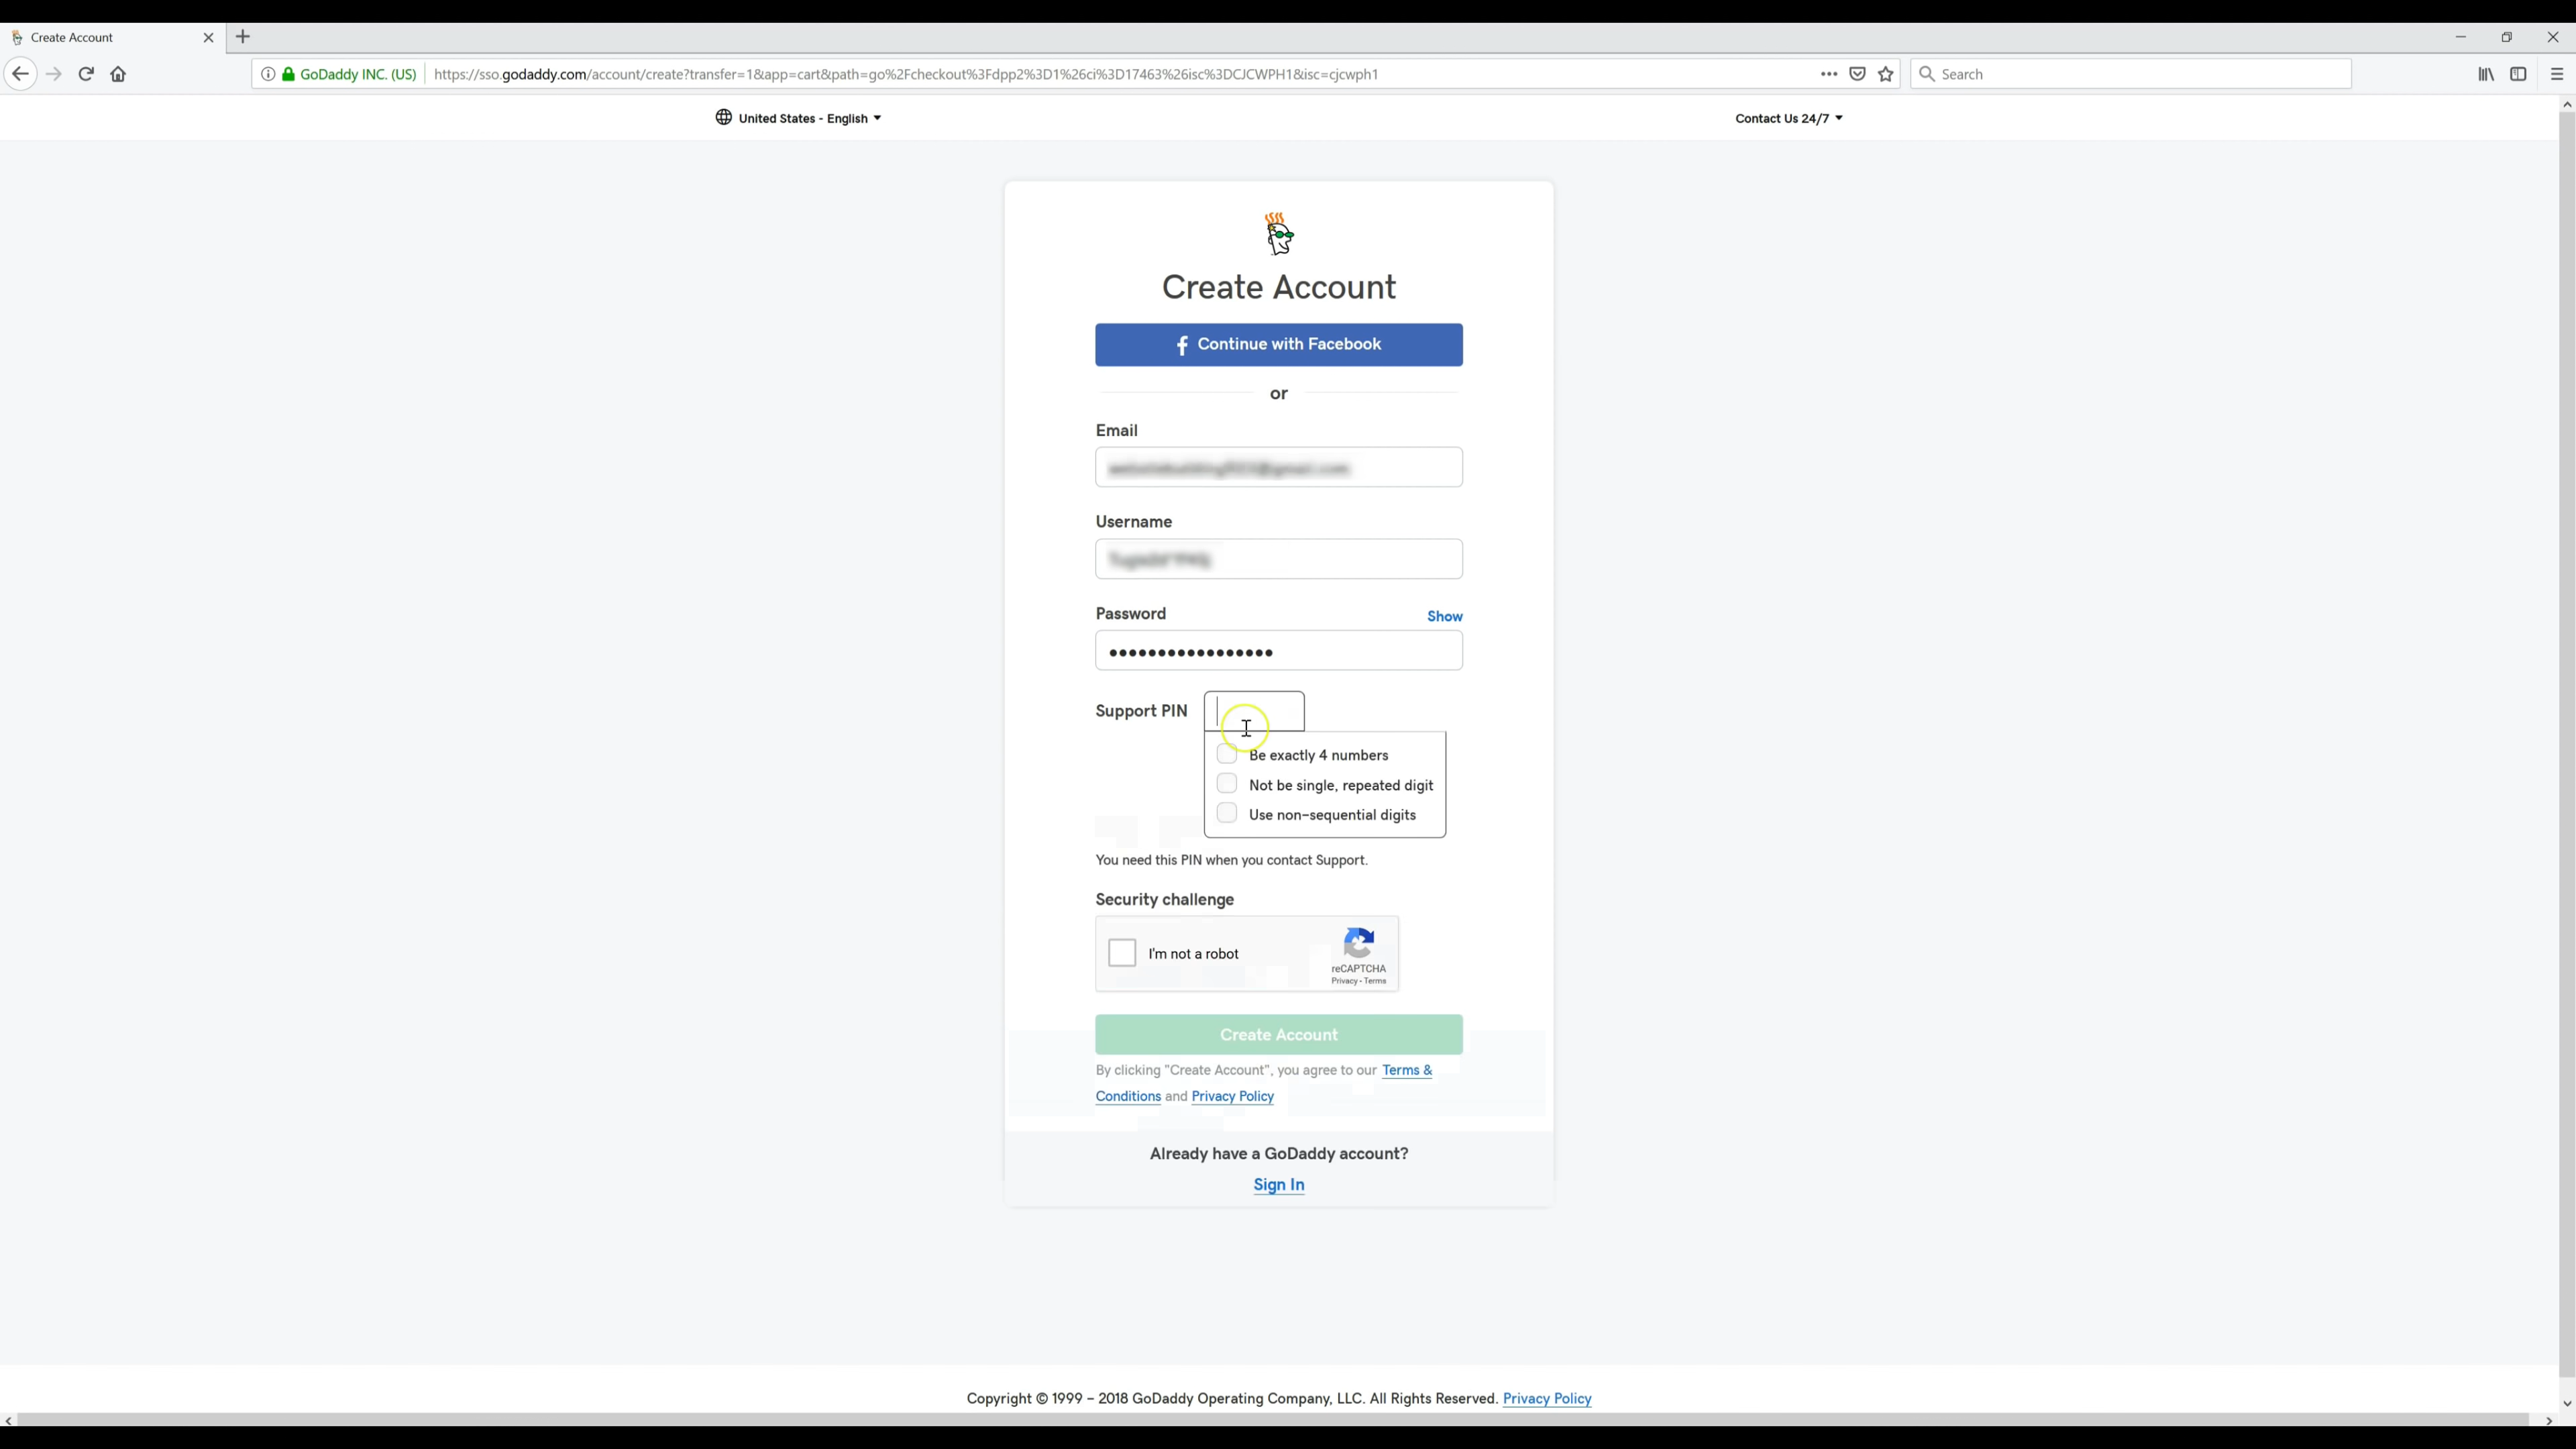 Create Account
GoDaddy INC. (US) https://sso.godaddy.com/account/create?transfer=1&app=cart&path=go%2Fcheckout%3Fdpp2%3D1%26ci%3D17463%26isc%3DCJCWPH1&isc=cjcwph1 Search
United States - English Contact Us 24/7
Create Account
f Continue with Facebook
or
Email
Username
Password Show
Support PIN
Be exactly 4 numbers
Not be single, repeated digit
Use non-sequential digits
You need this PIN when you contact Support.
Security challenge
I'm not a robot
reCAPTCHA
Privacy - Terms
Create Account
By clicking "Create Account", you agree to our Terms &
Conditions and Privacy Policy
Already have a GoDaddy account?
Sign In
Copyright © 1999 - 2018 GoDaddy Operating Company, LLC. All Rights Reserved. Privacy Policy